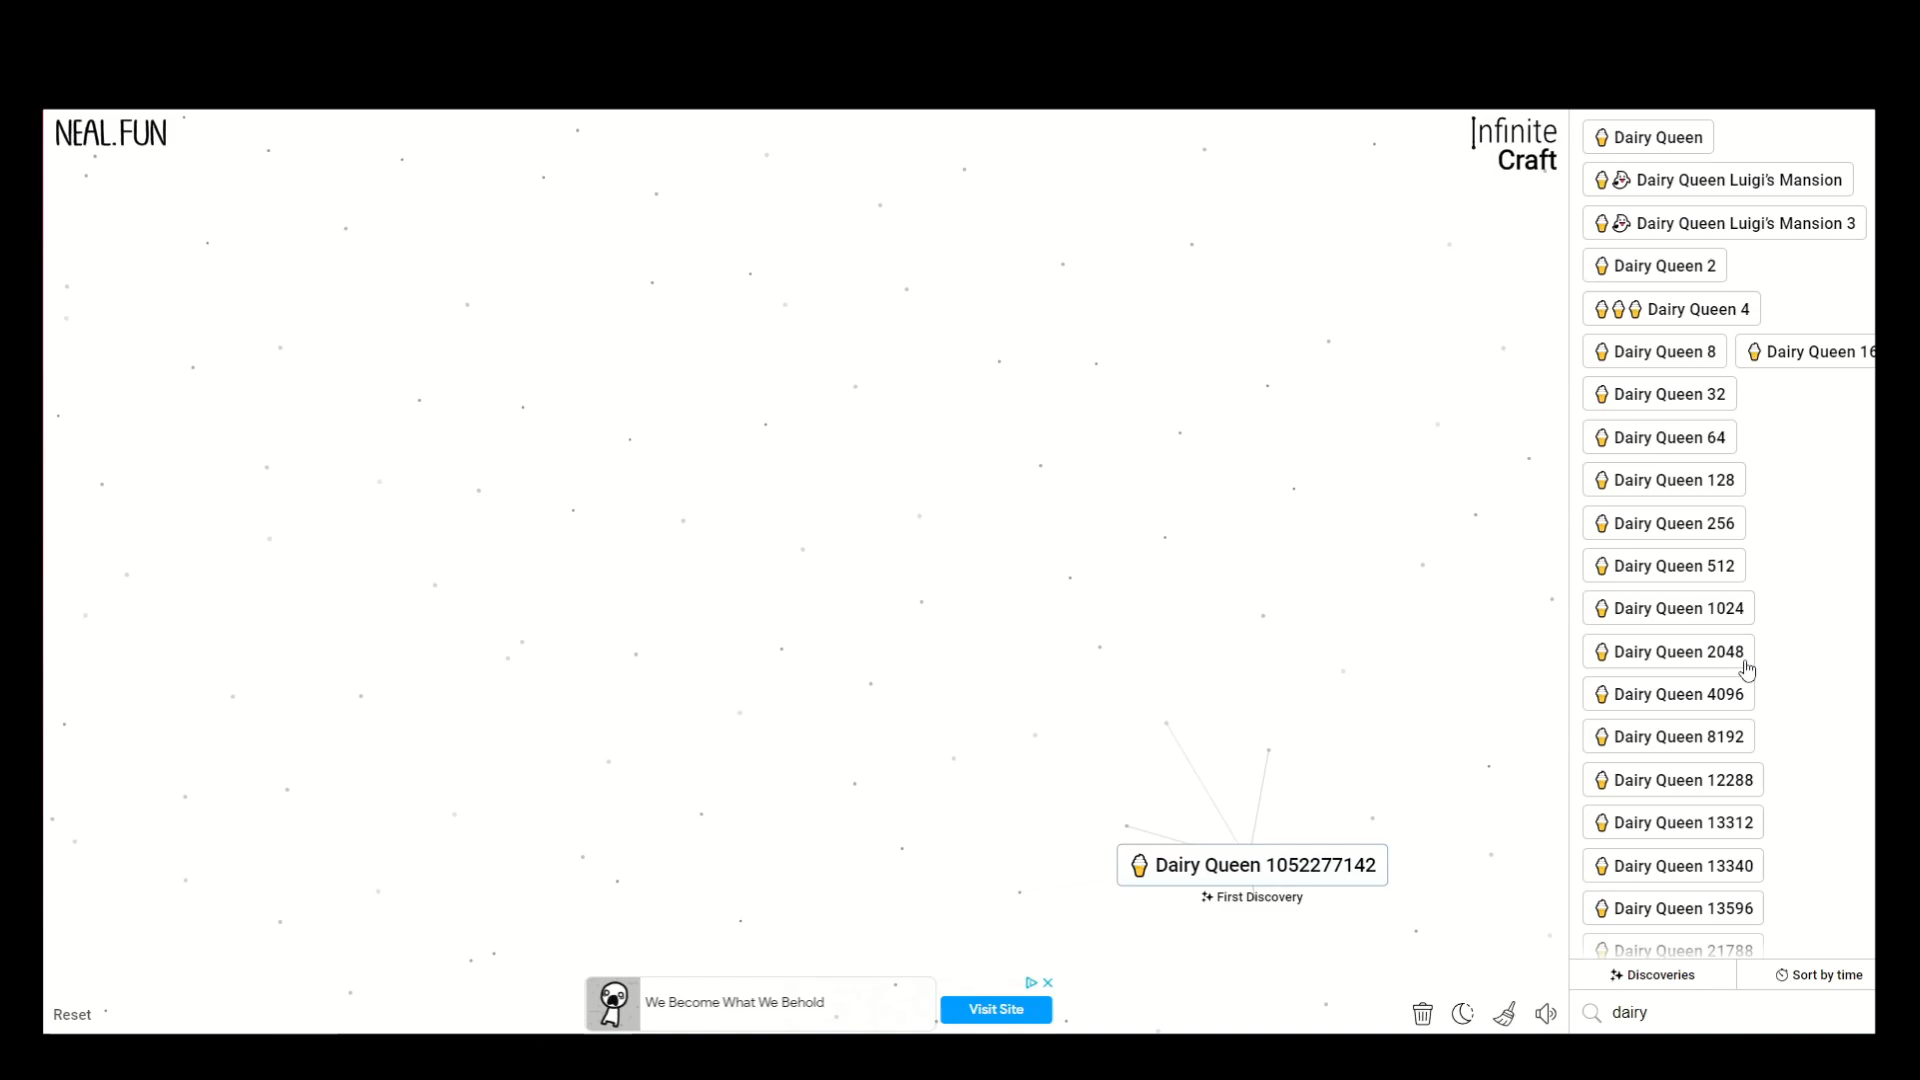 NEAL.FUN
Infinite
Craft
Dairy Queen
Dairy Queen Luigi's Mansion
Dairy Queen Luigi's Mansion 3
Dairy Queen 2
Dairy Queen 4
Dairy Queen 8
Dairy Queen 16
Dairy Queen 32
Dairy Queen 64
Dairy Queen 128
Dairy Queen 256
Dairy Queen 512
Dairy Queen 1024
Dairy Queen 2048
Dairy Queen 4096
Dairy Queen 8192
Dairy Queen 12288
Dairy Queen 13312
Dairy Queen 13340
Dairy Queen 13596
Dairy Queen 21788
Dairy Queen 1052277142
First Discovery
Discoveries
Sort by time
dairy
We Become What We Behold
Visit Site
Reset